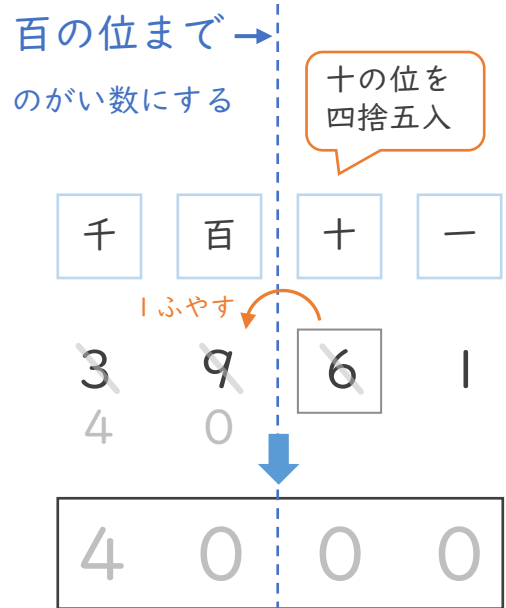 百の位まで
のがい数にする
十の位を
四捨五入
千 百 十 一
1ふやす
3 9 6 1
4 0
4 0 0 0